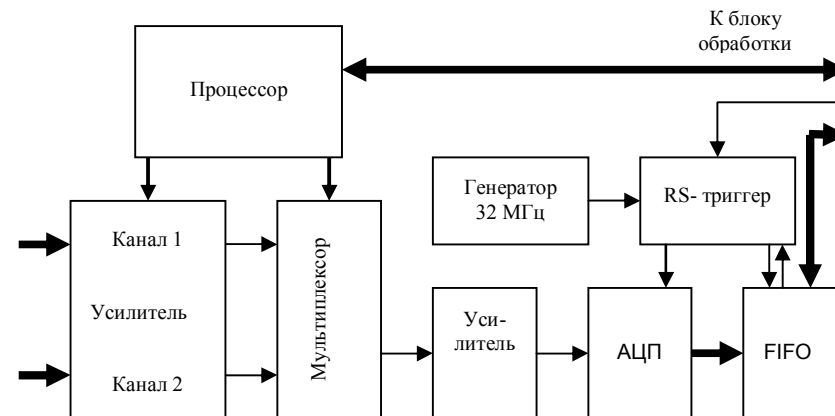 К блоку
обработки
Процессор
Генератор
32 МГц
RS- триггер
Канал 1
Усилитель
Канал 2
Мультиплексор
Уси-
литель
АЦП
FIFO